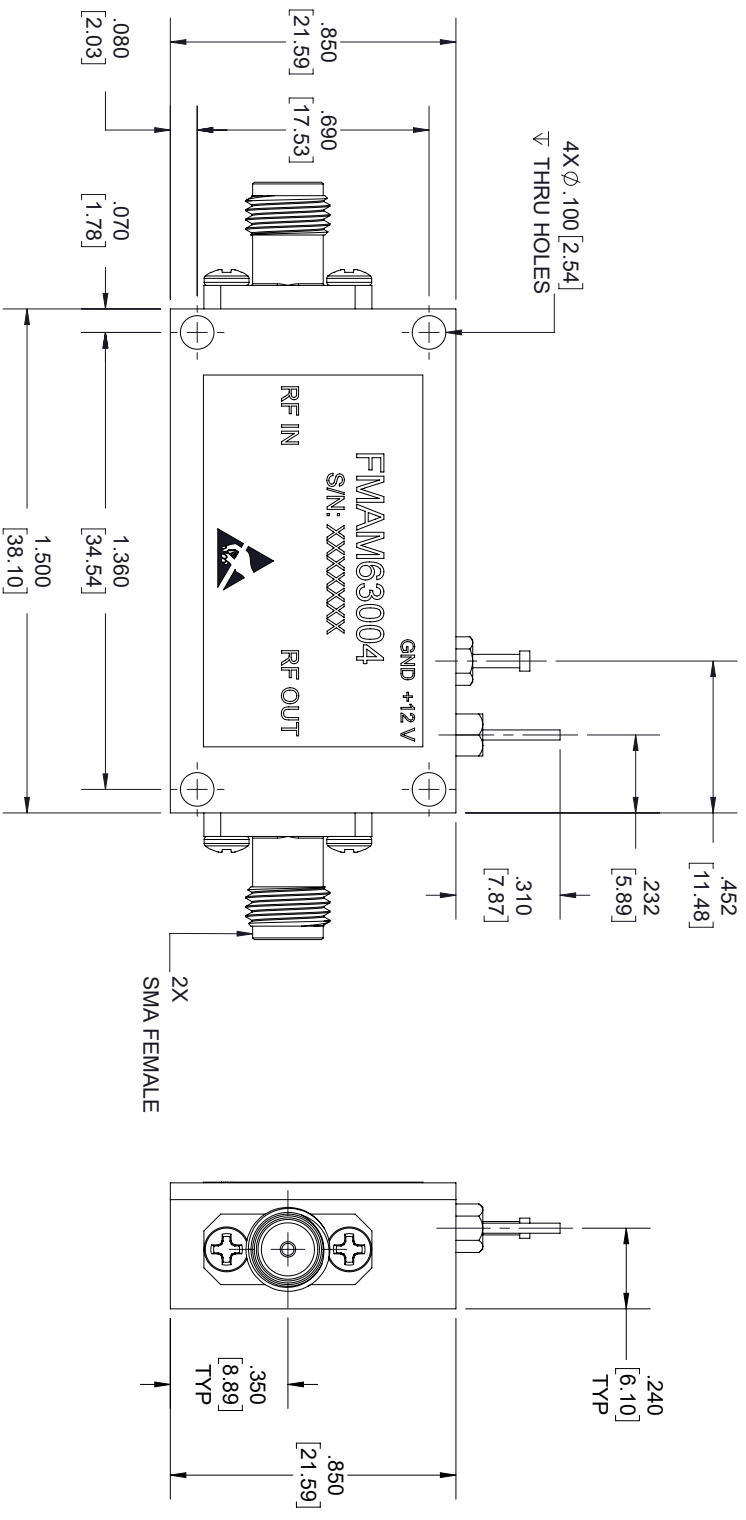 4X ∅ .100 [2.54]
↓ THRU HOLES
.850
[21.59]
.690
[17.53]
.080
[2.03]
.070
[1.78]
1.360
[34.54]
1.500
[38.10]
GND +12 V
FMAM63004
S/N: XXXXXXX
RF IN
RF OUT
.452
[11.48]
.232
[5.89]
.310
[7.87]
2X
SMA FEMALE
.240
[6.10]
TYP
.350
[8.89]
TYP
.850
[21.59]